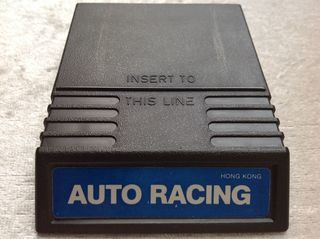 INSERT TO
THIS LINE
HONG KONG
AUTO RACING